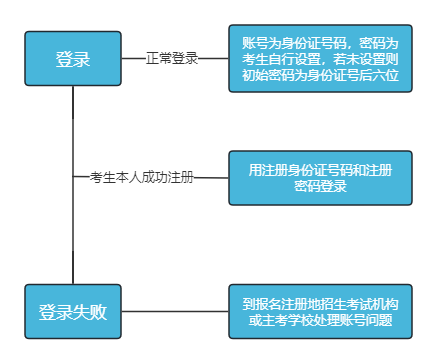 登录
正常登录
账号为身份证号码，密码为
考生自行设置，若未设置则
初始密码为身份证号后六位
考生本人成功注册
用注册身份证号码和注册
密码登录
登录失败
到报名注册地招生考试机构
或主考学校处理账号问题